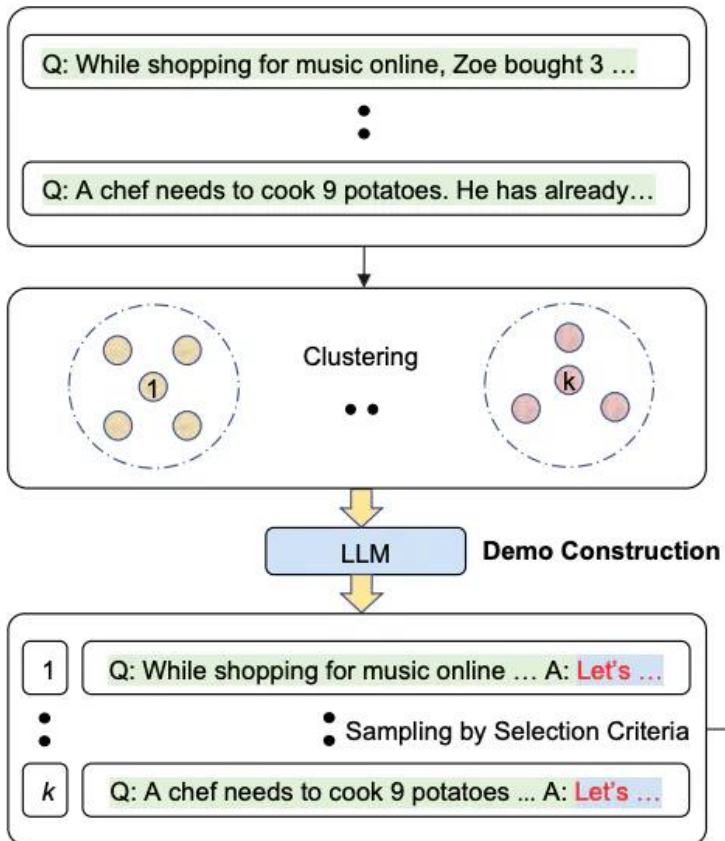 Q: While shopping for music online, Zoe bought 3 …
Q: A chef needs to cook 9 potatoes. He has already…
Clustering
1
k
LLM
Demo Construction
1
Q: While shopping for music online … A: Let's …
Sampling by Selection Criteria
k
Q: A chef needs to cook 9 potatoes ... A: Let's …